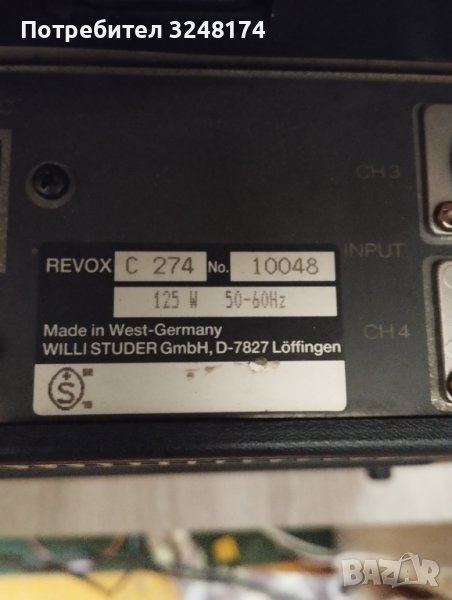 Потребител 3248174
CH 3
REVOX C 274 No. 10048
INPUT
125 W 50-60Hz
Made in West-Germany
WILLI STUDER GmbH, D-7827 Löffingen
CH 4
+S
BAZAR